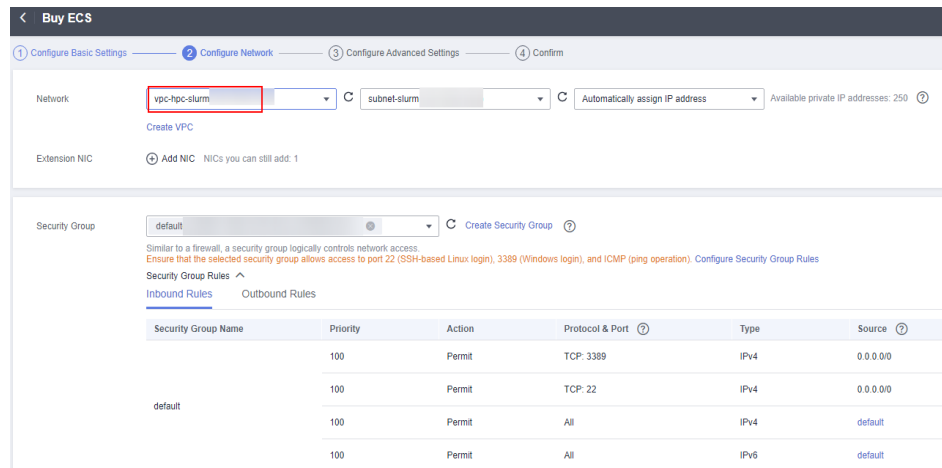 Buy ECS
1 Configure Basic Settings 2 Configure Network 3 Configure Advanced Settings 4 Confirm
Network vpc-hpc-slurm subnet-slurm Automatically assign IP address Available private IP addresses: 250 ?
Create VPC
Extension NIC Add NIC NICs you can still add: 1
Security Group default Create Security Group ?
Similar to a firewall, a security group logically controls network access.
Ensure that the selected security group allows access to port 22 (SSH-based Linux login), 3389 (Windows login), and ICMP (ping operation). Configure Security Group Rules
Security Group Rules
Inbound Rules Outbound Rules
Security Group Name Priority Action Protocol & Port ? Type Source ?
100 Permit TCP: 3389 IPv4 0.0.0.0/0
100 Permit TCP: 22 IPv4 0.0.0.0/0
default
100 Permit All IPv4 default
100 Permit All IPv6 default